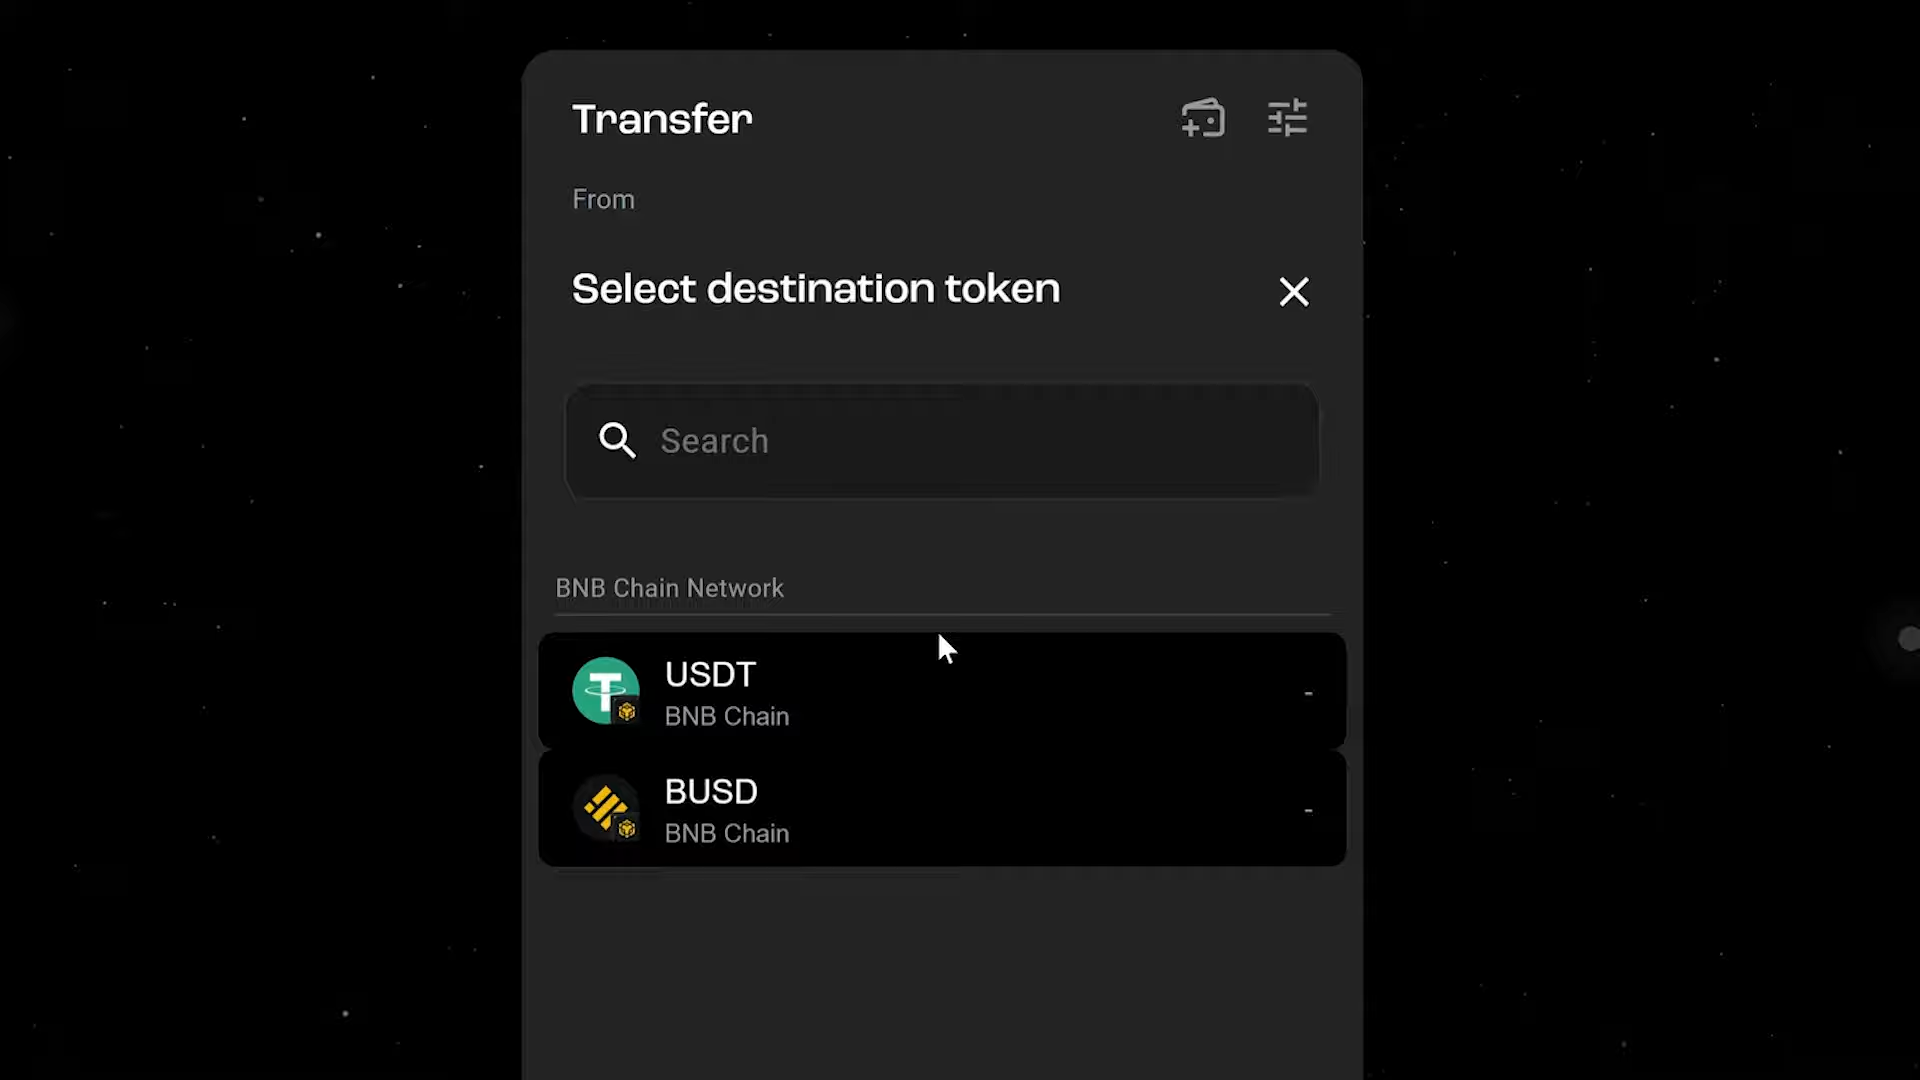 Transfer
From
Select destination token
Search
BNB Chain Network
USDT
BNB Chain
-
BUSD
BNB Chain
-